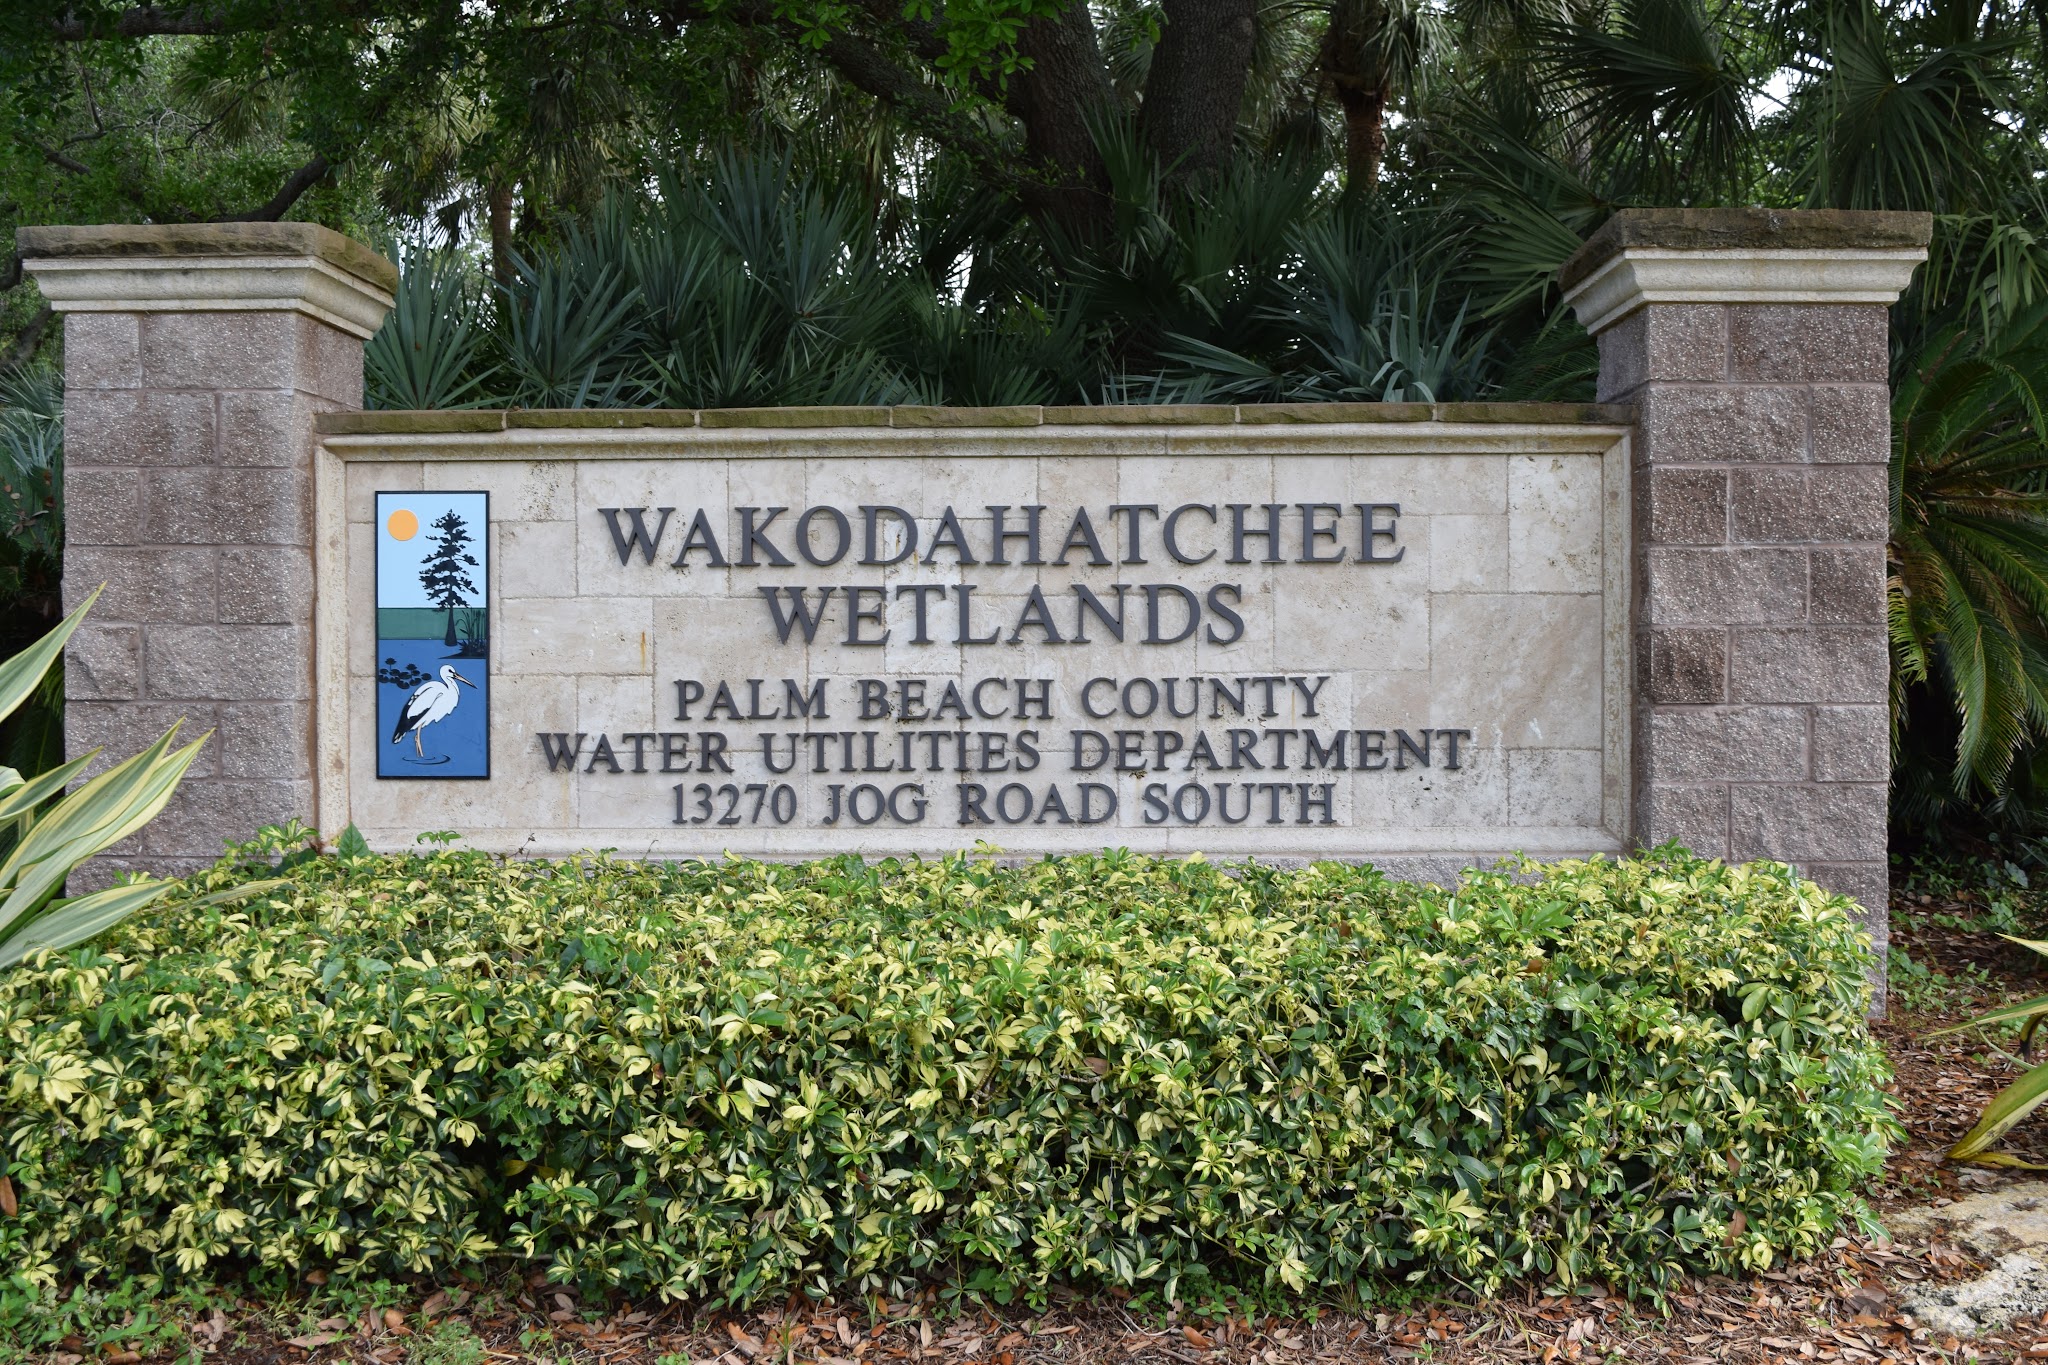 WAKODAHATCHEE
WETLANDS
PALM BEACH COUNTY
WATER UTILITIES DEPARTMENT
13270 JOG ROAD SOUTH